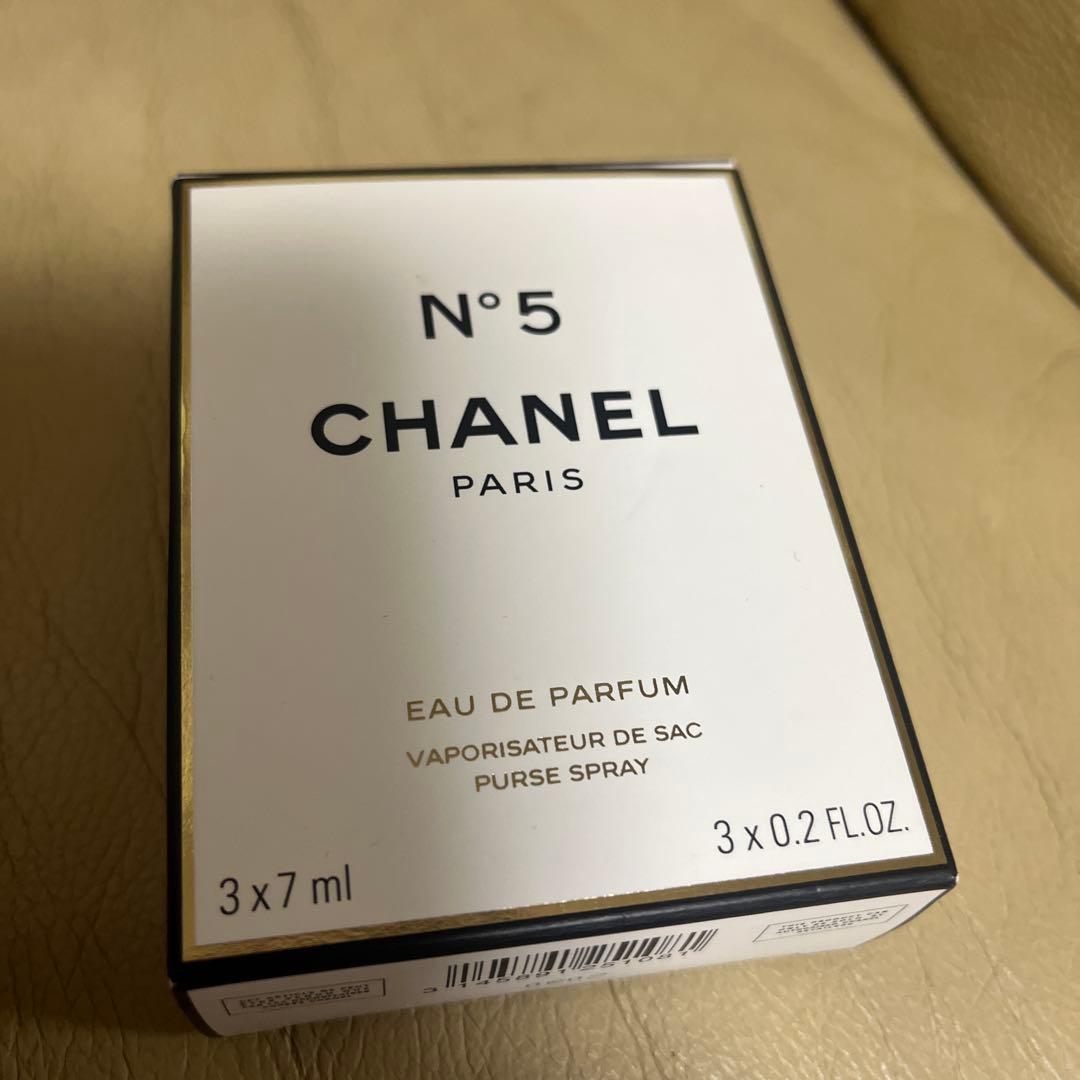 N°5
CHANEL
PARIS
EAU DE PARFUM
VAPORISATEUR DE SAC
PURSE SPRAY
3 x 7 ml
3 x 0.2 FL.OZ.